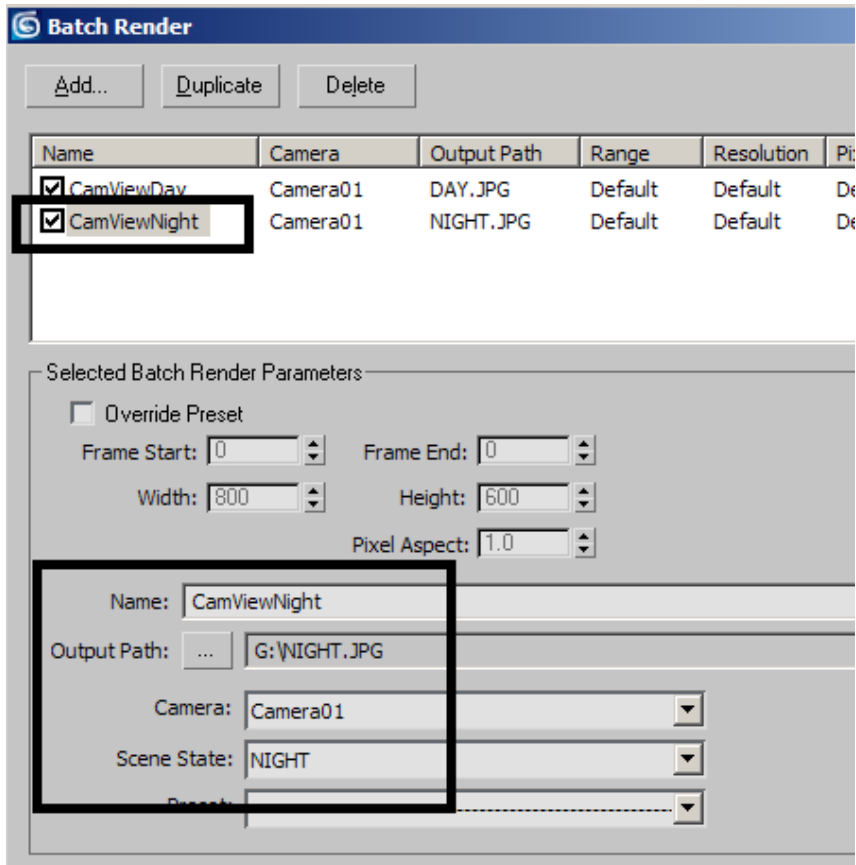 Batch Render
Add... Duplicate Delete
Name Camera Output Path Range Resolution
CamViewDay Camera01 DAY.JPG Default Default
CamViewNight Camera01 NIGHT.JPG Default Default
Selected Batch Render Parameters
Override Preset
Frame Start: 0 Frame End: 0
Width: 800 Height: 600
Pixel Aspect: 1.0
Name: CamViewNight
Output Path: ... G:\NIGHT.JPG
Camera: Camera01
Scene State: NIGHT
Preset: